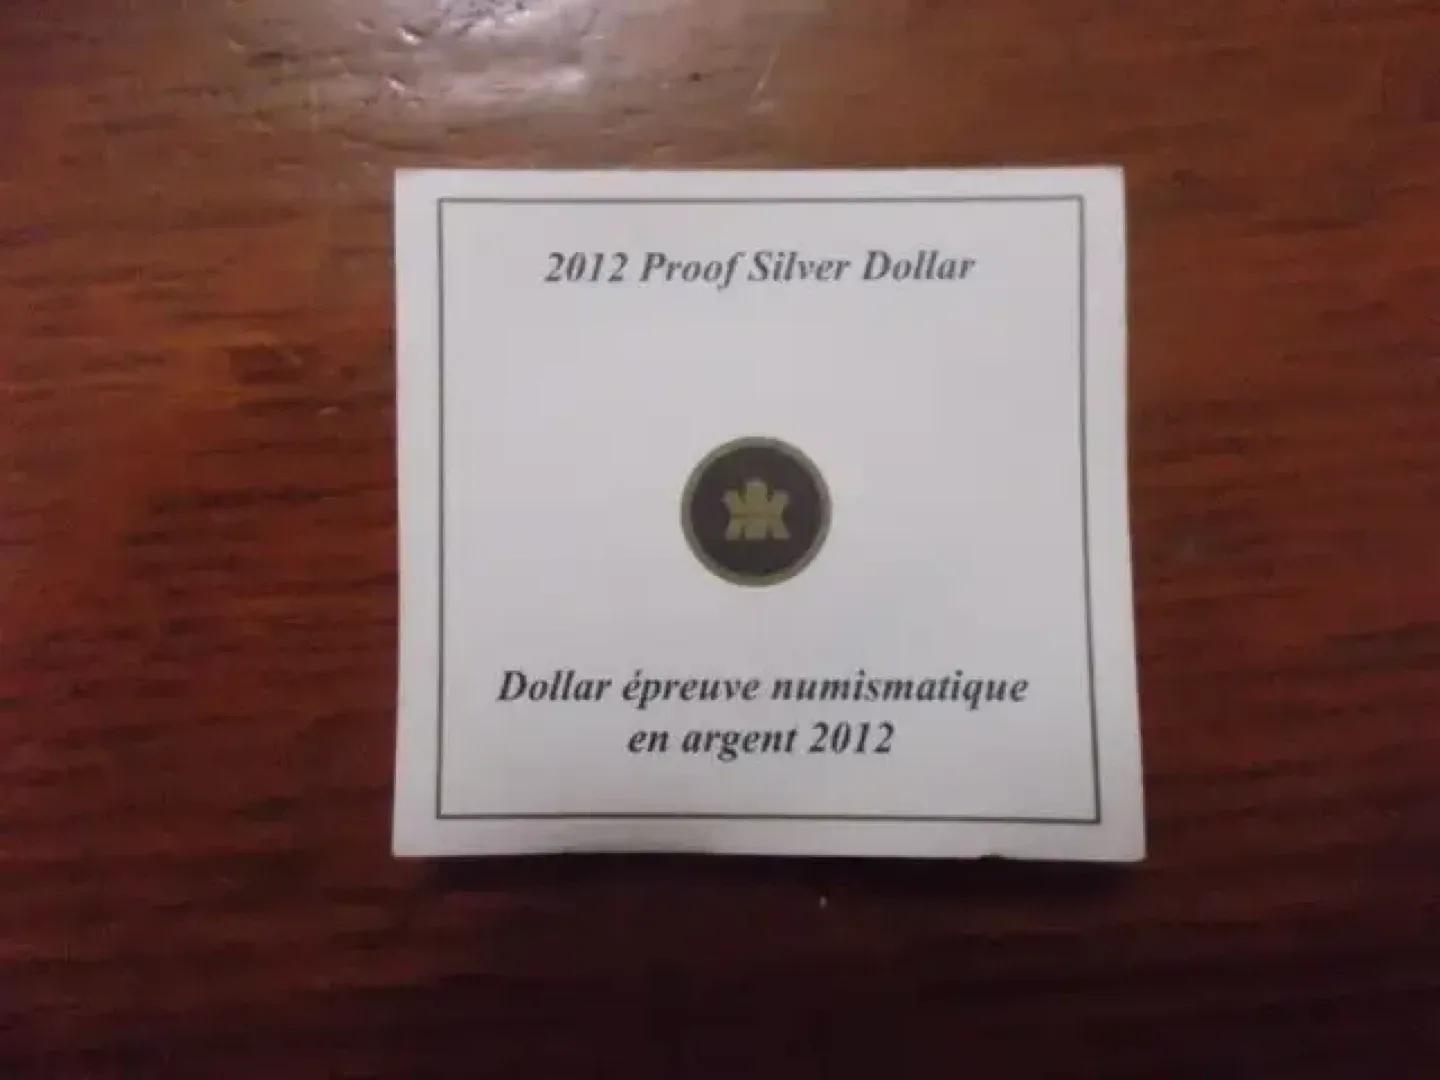 2012 Proof Silver Dollar
Dollar épreuve numismatique
en argent 2012